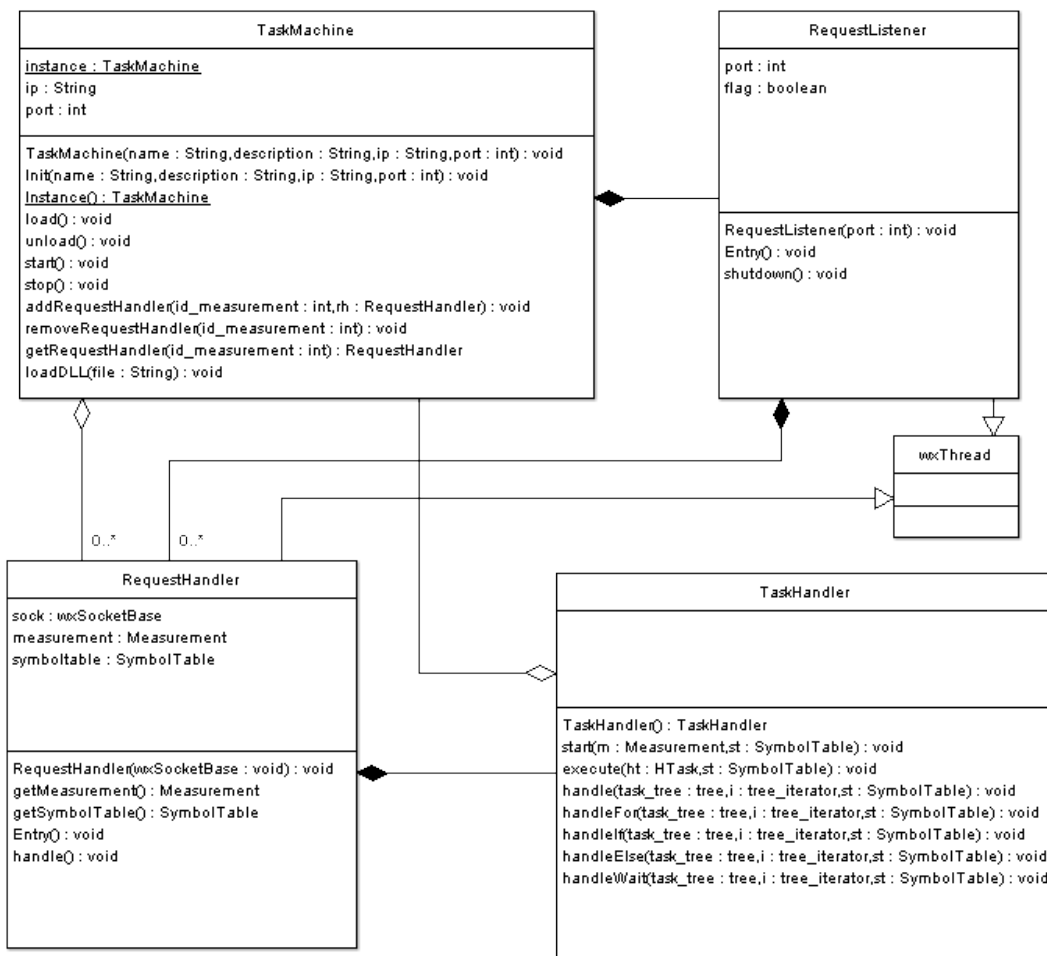 TaskMachine
instance : TaskMachine
ip : String
port : int
TaskMachine(name : String,description : String,ip : String,port : int) : void
Init(name : String,description : String,ip : String,port : int) : void
Instance() : TaskMachine
load() : void
unload() : void
start() : void
stop() : void
addRequestHandler(id_measurement : int,rh : RequestHandler) : void
removeRequestHandler(id_measurement : int) : void
getRequestHandler(id_measurement : int) : RequestHandler
loadDLL(file : String) : void
RequestListener
port : int
flag : boolean
RequestListener(port : int) : void
Entry() : void
shutdown() : void
wxThread
0..*
0..*
RequestHandler
sock : wxSocketBase
measurement : Measurement
symboltable : SymbolTable
RequestHandler(wxSocketBase : void) : void
getMeasurement() : Measurement
getSymbolTable() : SymbolTable
Entry() : void
handle() : void
TaskHandler
TaskHandler() : TaskHandler
start(m : Measurement,st : SymbolTable) : void
execute(ht : HTask,st : SymbolTable) : void
handle(task_tree : tree,i : tree_iterator,st : SymbolTable) : void
handleFor(task_tree : tree,i : tree_iterator,st : SymbolTable) : void
handleIf(task_tree : tree,i : tree_iterator,st : SymbolTable) : void
handleElse(task_tree : tree,i : tree_iterator,st : SymbolTable) : void
handleWait(task_tree : tree,i : tree_iterator,st : SymbolTable) : void